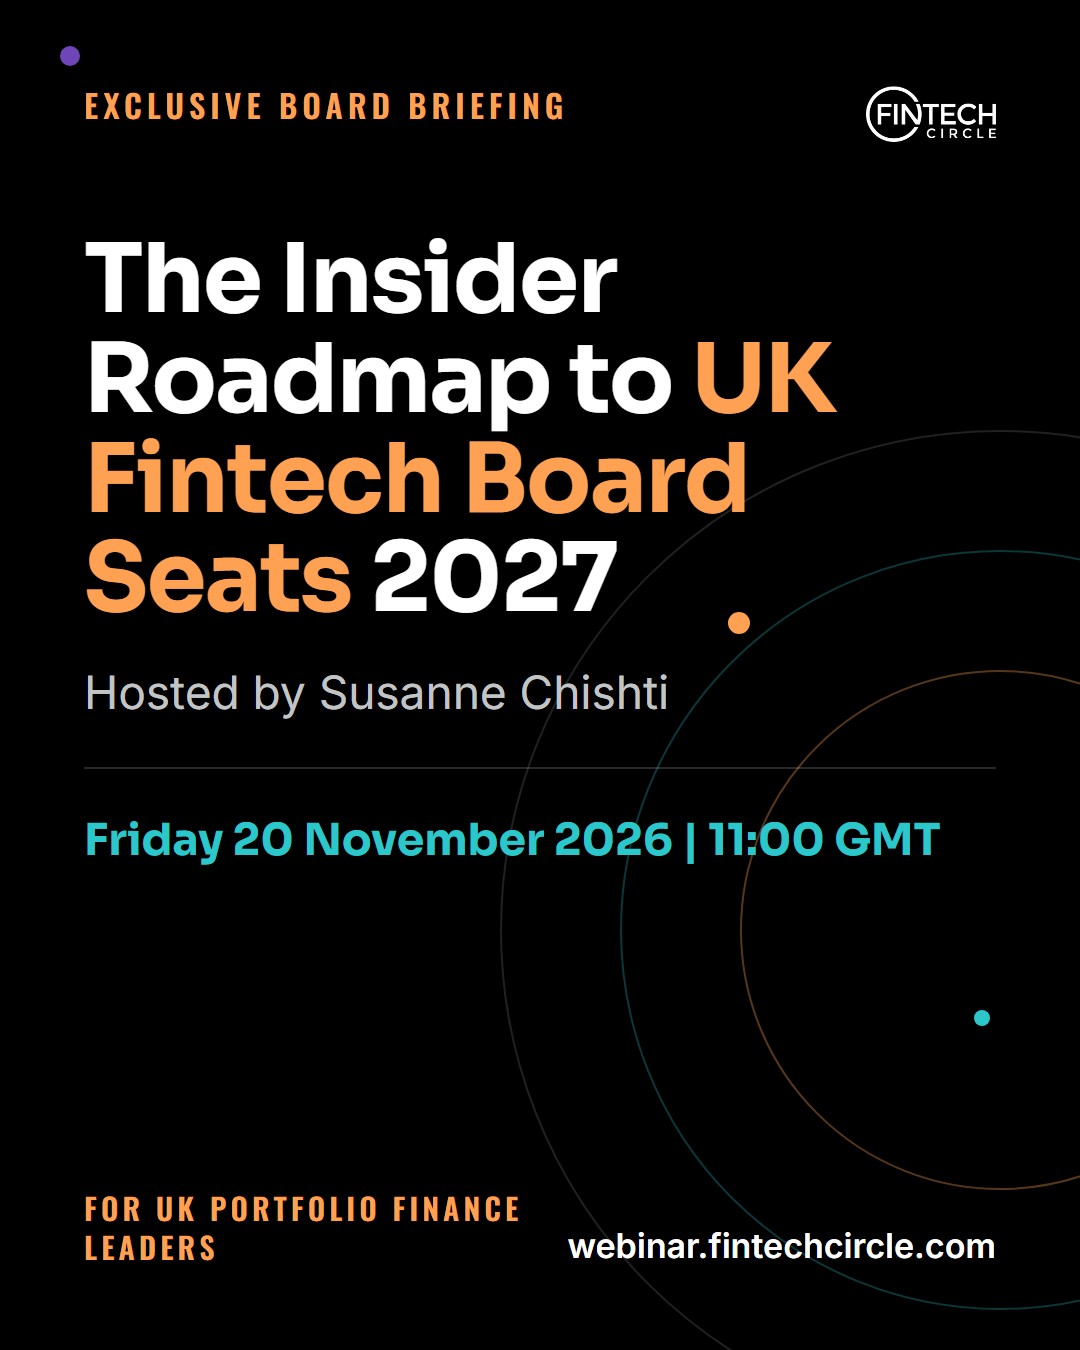 EXCLUSIVE BOARD BRIEFING
FINTECH
CIRCLE
The Insider
Roadmap to UK
Fintech Board
Seats 2027
Hosted by Susanne Chishti
Friday 20 November 2026 | 11:00 GMT
FOR UK PORTFOLIO FINANCE
LEADERS
webinar.fintechcircle.com